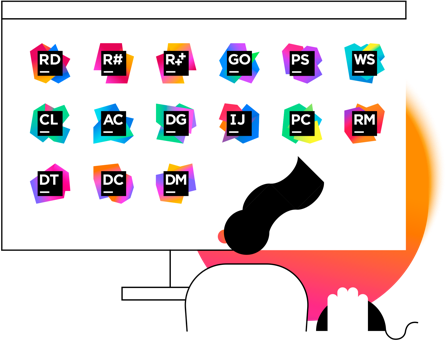 RD R# R++ GO PS WS
CL AC DG IJ PC RM
DT DC DM